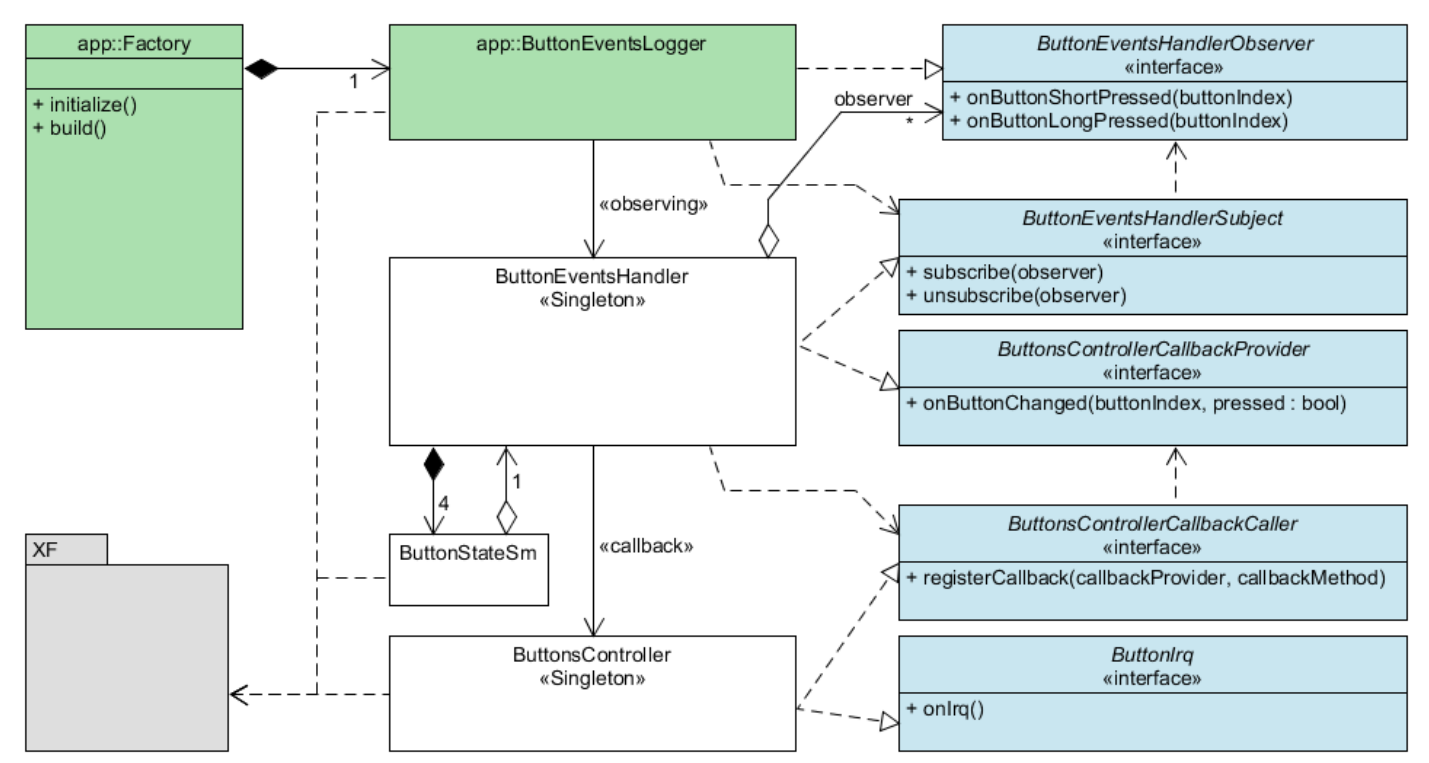 app::Factory
+ initialize()
+ build()
1
app::ButtonEventsLogger
ButtonEventsHandlerObserver
«interface»
+ onButtonShortPressed(buttonIndex)
+ onButtonLongPressed(buttonIndex)
observer
*
«observing»
ButtonEventsHandlerSubject
«interface»
+ subscribe(observer)
+ unsubscribe(observer)
ButtonEventsHandler
«Singleton»
ButtonsControllerCallbackProvider
«interface»
+ onButtonChanged(buttonIndex, pressed : bool)
4
1
ButtonStateSm
«callback»
ButtonsControllerCallbackCaller
«interface»
+ registerCallback(callbackProvider, callbackMethod)
XF
ButtonsController
«Singleton»
ButtonIrq
«interface»
+ onIrq()